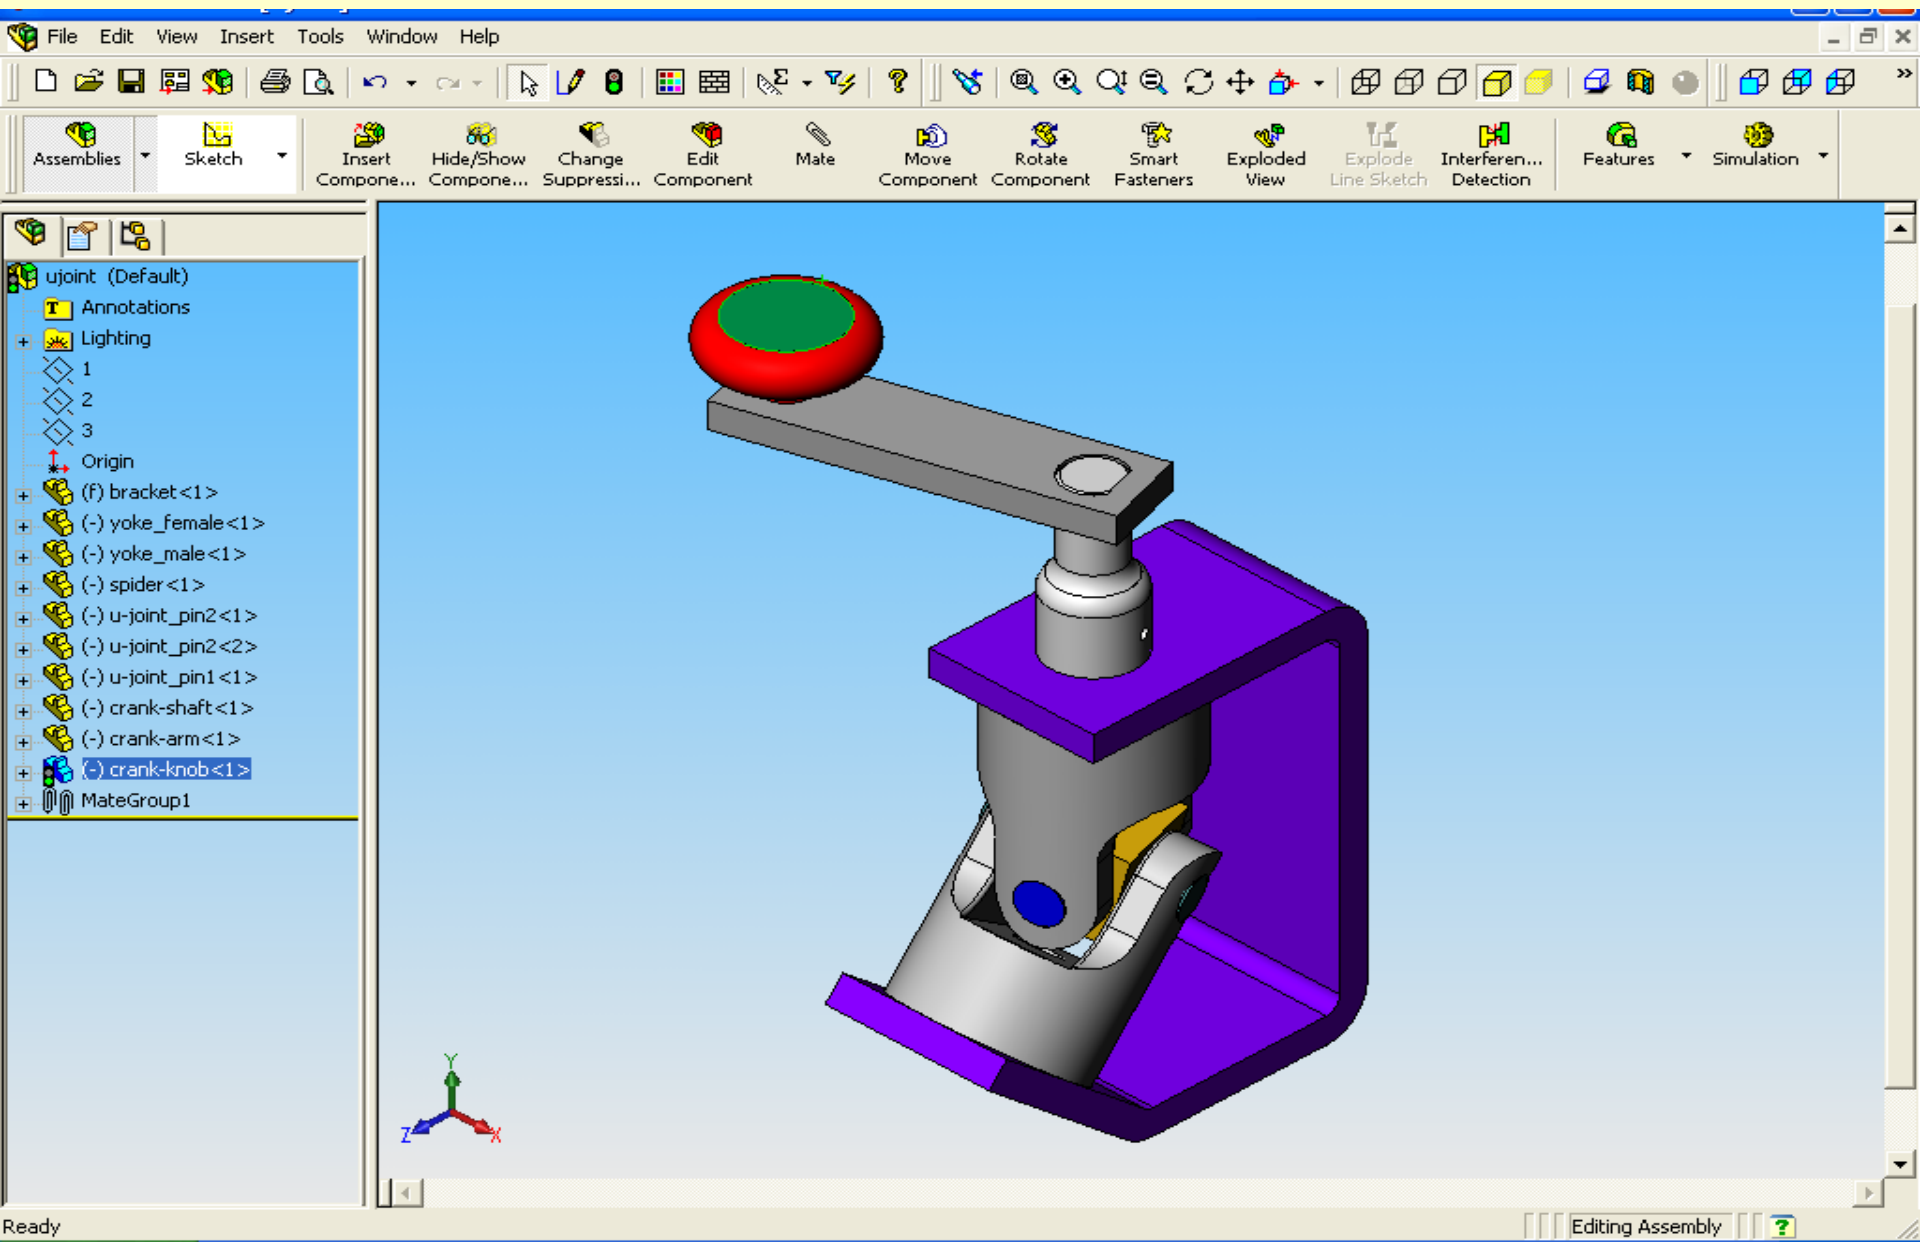 File Edit View Insert Tools Window Help
Assemblies Sketch Insert Compone... Hide/Show Compone... Change Suppressi... Edit Component Mate Move Component Rotate Component Smart Fasteners Exploded View Explode Line Sketch Interferen... Detection Features Simulation
ujoint (Default)
Annotations
Lighting
1
2
3
Origin
(f) bracket<1>
(-) yoke_female<1>
(-) yoke_male<1>
(-) spider<1>
(-) u-joint_pin2<1>
(-) u-joint_pin2<2>
(-) u-joint_pin1<1>
(-) crank-shaft<1>
(-) crank-arm<1>
(-) crank-knob<1>
MateGroup1
Y
Z X
Ready Editing Assembly